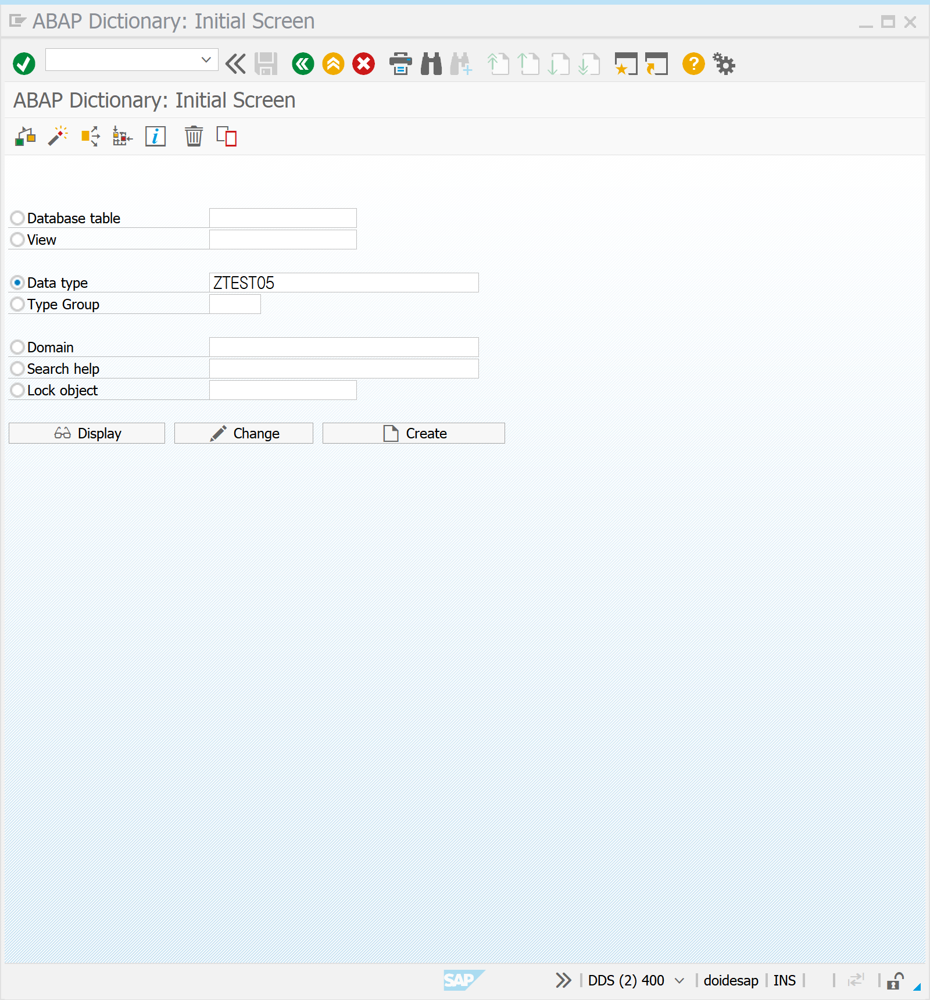 ABAP Dictionary: Initial Screen
ABAP Dictionary: Initial Screen
Database table
View
Data type ZTEST05
Type Group
Domain
Search help
Lock object
Display Change Create
SAP DDS (2) 400 doidesap INS